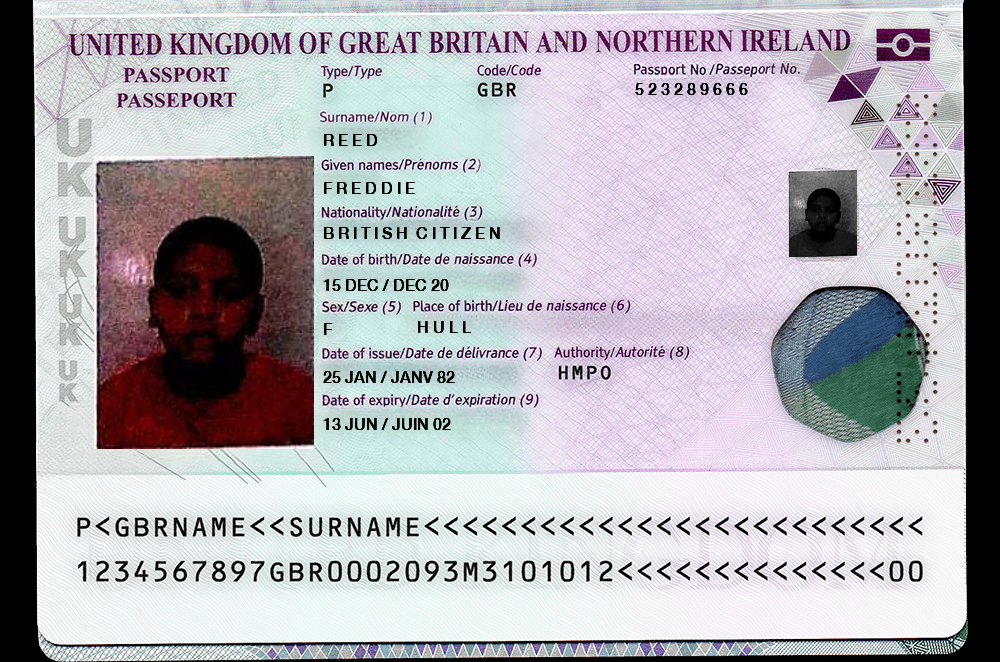 UNITED KINGDOM OF GREAT BRITAIN AND NORTHERN IRELAND
PASSPORT
PASSEPORT
Type/Type Code/Code Passport No /Passeport No.
P GBR 523289666
Surname/Nom (1)
REED
Given names/Prénoms (2)
FREDDIE
Nationality/Nationalité (3)
BRITISH CITIZEN
Date of birth/Date de naissance (4)
15 DEC / DEC 20
Sex/Sexe (5) Place of birth/Lieu de naissance (6)
F HULL
Date of issue/Date de délivrance (7) Authority/Autorité (8)
25 JAN / JANV 82 HMPO
Date of expiry/Date d'expiration (9)
13 JUN / JUIN 02
UK
UK
UK
UK
P<GBRNAME<<SURNAME<<<<<<<<<<<<<<<<<<<<<<<<<<
1234567897GBR0002093M3101012<<<<<<<<<<<<<<00